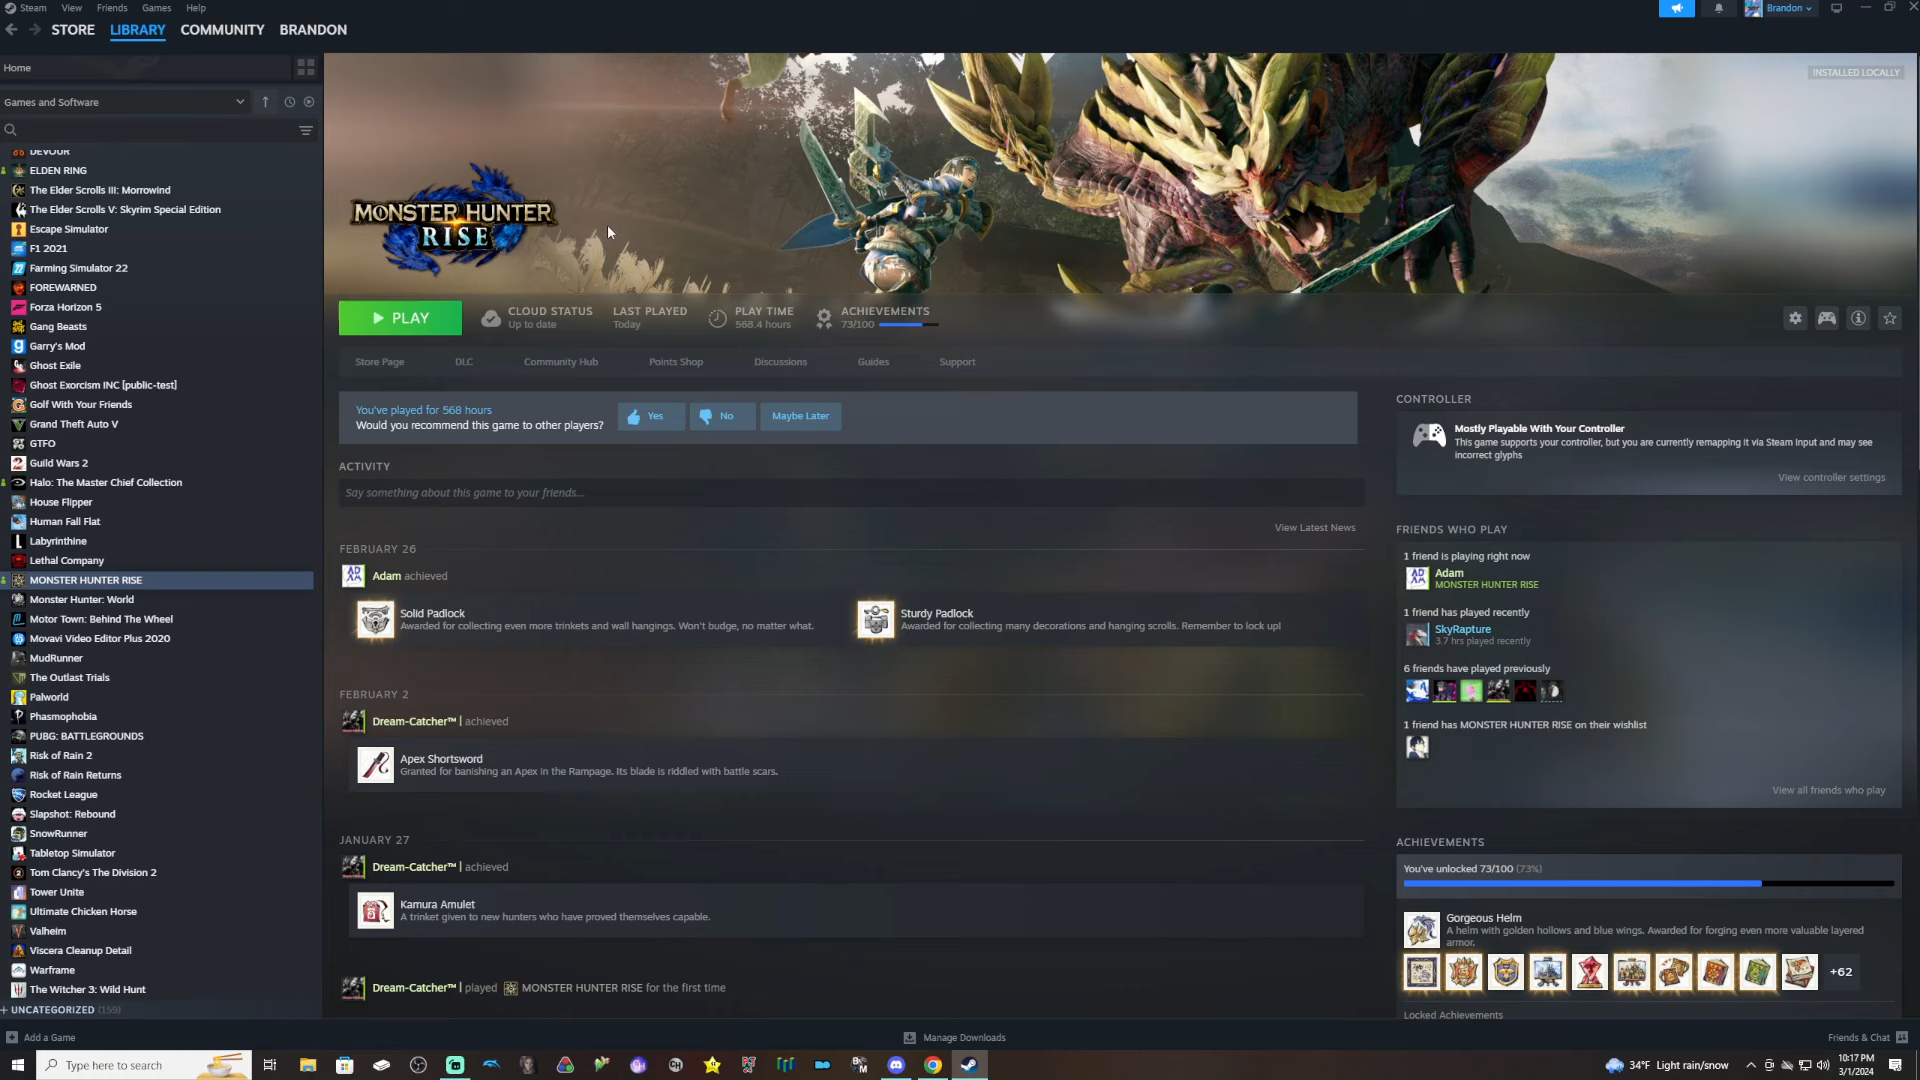 Steam View Friends Games Help
Brandon
STORE LIBRARY COMMUNITY BRANDON
Home
Games and Software
DEVOUR
ELDEN RING
The Elder Scrolls III: Morrowind
The Elder Scrolls V: Skyrim Special Edition
Escape Simulator
F1 2021
Farming Simulator 22
FOREWARNED
Forza Horizon 5
Gang Beasts
Garry's Mod
Ghost Exile
Ghost Exorcism INC [public-test]
Golf With Your Friends
Grand Theft Auto V
GTFO
Guild Wars 2
Halo: The Master Chief Collection
House Flipper
Human Fall Flat
Labyrinthine
Lethal Company
MONSTER HUNTER RISE
Monster Hunter: World
Motor Town: Behind The Wheel
Movavi Video Editor Plus 2020
MudRunner
The Outlast Trials
Palworld
Phasmophobia
PUBG: BATTLEGROUNDS
Risk of Rain 2
Risk of Rain Returns
Rocket League
Slapshot: Rebound
SnowRunner
Tabletop Simulator
Tom Clancy's The Division 2
Tower Unite
Ultimate Chicken Horse
Valheim
Viscera Cleanup Detail
Warframe
The Witcher 3: Wild Hunt
+ UNCATEGORIZED (159)
INSTALLED LOCALLY
MONSTER HUNTER
RISE
PLAY
CLOUD STATUS
Up to date
LAST PLAYED
Today
PLAY TIME
568.4 hours
ACHIEVEMENTS
73/100
Store Page DLC Community Hub Points Shop Discussions Guides Support
You've played for 568 hours
Would you recommend this game to other players?
Yes No Maybe Later
ACTIVITY
Say something about this game to your friends...
View Latest News
FEBRUARY 26
Adam achieved
Solid Padlock
Awarded for collecting even more trinkets and wall hangings. Won't budge, no matter what.
Sturdy Padlock
Awarded for collecting many decorations and hanging scrolls. Remember to lock up!
FEBRUARY 2
Dream-Catcher™ | achieved
Apex Shortsword
Granted for banishing an Apex in the Rampage. Its blade is riddled with battle scars.
JANUARY 27
Dream-Catcher™ | achieved
Kamura Amulet
A trinket given to new hunters who have proved themselves capable.
Dream-Catcher™ | played MONSTER HUNTER RISE for the first time
CONTROLLER
Mostly Playable With Your Controller
This game supports your controller, but you are currently remapping it via Steam Input and may see
incorrect glyphs
View controller settings
FRIENDS WHO PLAY
1 friend is playing right now
Adam
MONSTER HUNTER RISE
1 friend has played recently
SkyRapture
3.7 hrs played recently
6 friends have played previously
1 friend has MONSTER HUNTER RISE on their wishlist
View all friends who play
ACHIEVEMENTS
You've unlocked 73/100 (73%)
Gorgeous Helm
A helm with golden hollows and blue wings. Awarded for forging even more valuable layered
armor.
+62
Locked Achievements
Add a Game
Manage Downloads
Friends & Chat
Type here to search
34°F Light rain/snow
10:17 PM
3/1/2024